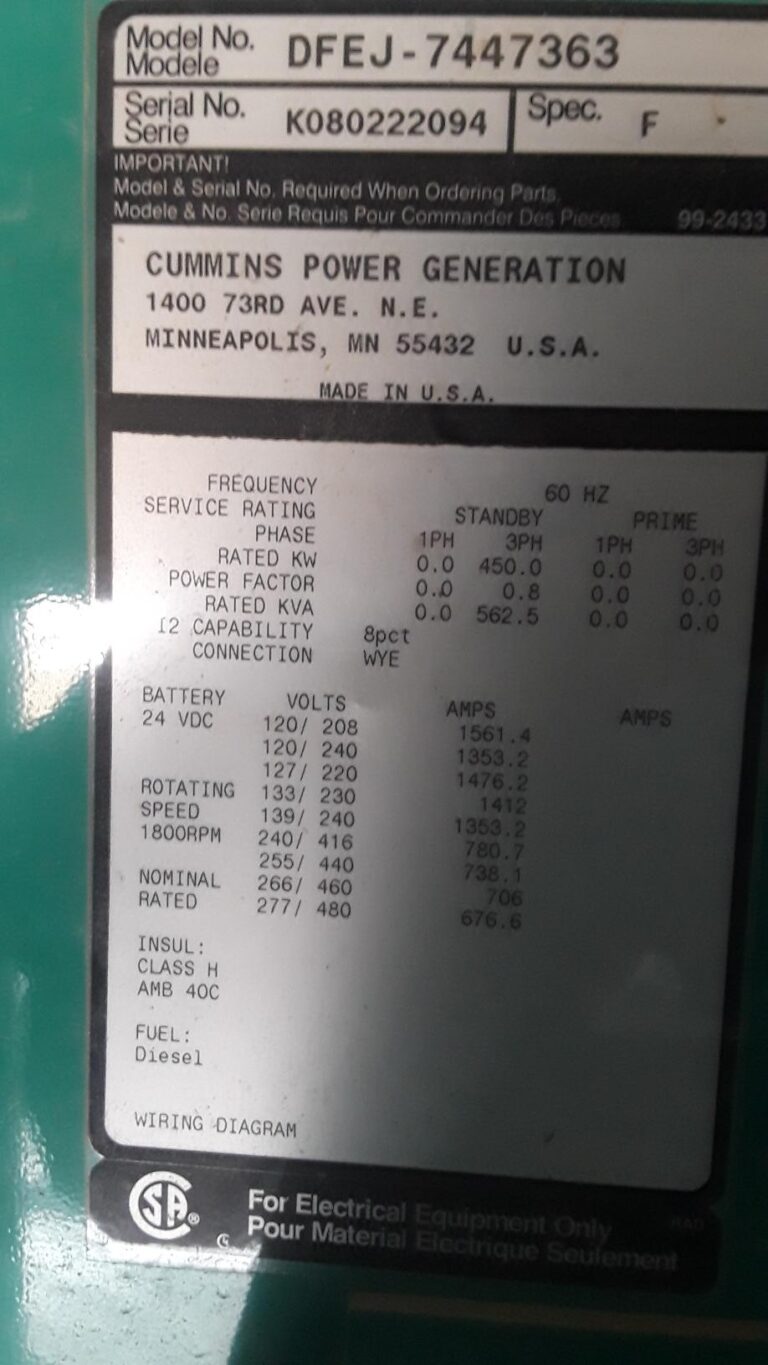 Model No. DFEJ-7447363
Modele
Serial No. K080222094 Spec. F
Serie
IMPORTANT!
Model & Serial No. Required When Ordering Parts.
Modele & No. Serie Requis Pour Commander Des Pieces 99-2433
CUMMINS POWER GENERATION
1400 73RD AVE. N.E.
MINNEAPOLIS, MN 55432 U.S.A.
MADE IN U.S.A.
FREQUENCY 60 HZ
SERVICE RATING STANDBY PRIME
PHASE 1PH 3PH 1PH 3PH
RATED KW 0.0 450.0 0.0 0.0
POWER FACTOR 0.0 0.8 0.0 0.0
RATED KVA 0.0 562.5 0.0 0.0
I2 CAPABILITY 8pct
CONNECTION WYE
BATTERY VOLTS AMPS AMPS
24 VDC 120/ 208 1561.4
120/ 240 1353.2
127/ 220 1476.2
ROTATING 133/ 230 1412
SPEED 139/ 240 1353.2
1800RPM 240/ 416 780.7
255/ 440 738.1
NOMINAL 266/ 460 706
RATED 277/ 480 676.6
INSUL:
CLASS H
AMB 40C
FUEL:
Diesel
WIRING DIAGRAM
SA ® For Electrical Equipment Only
Pour Material Electrique Seulement